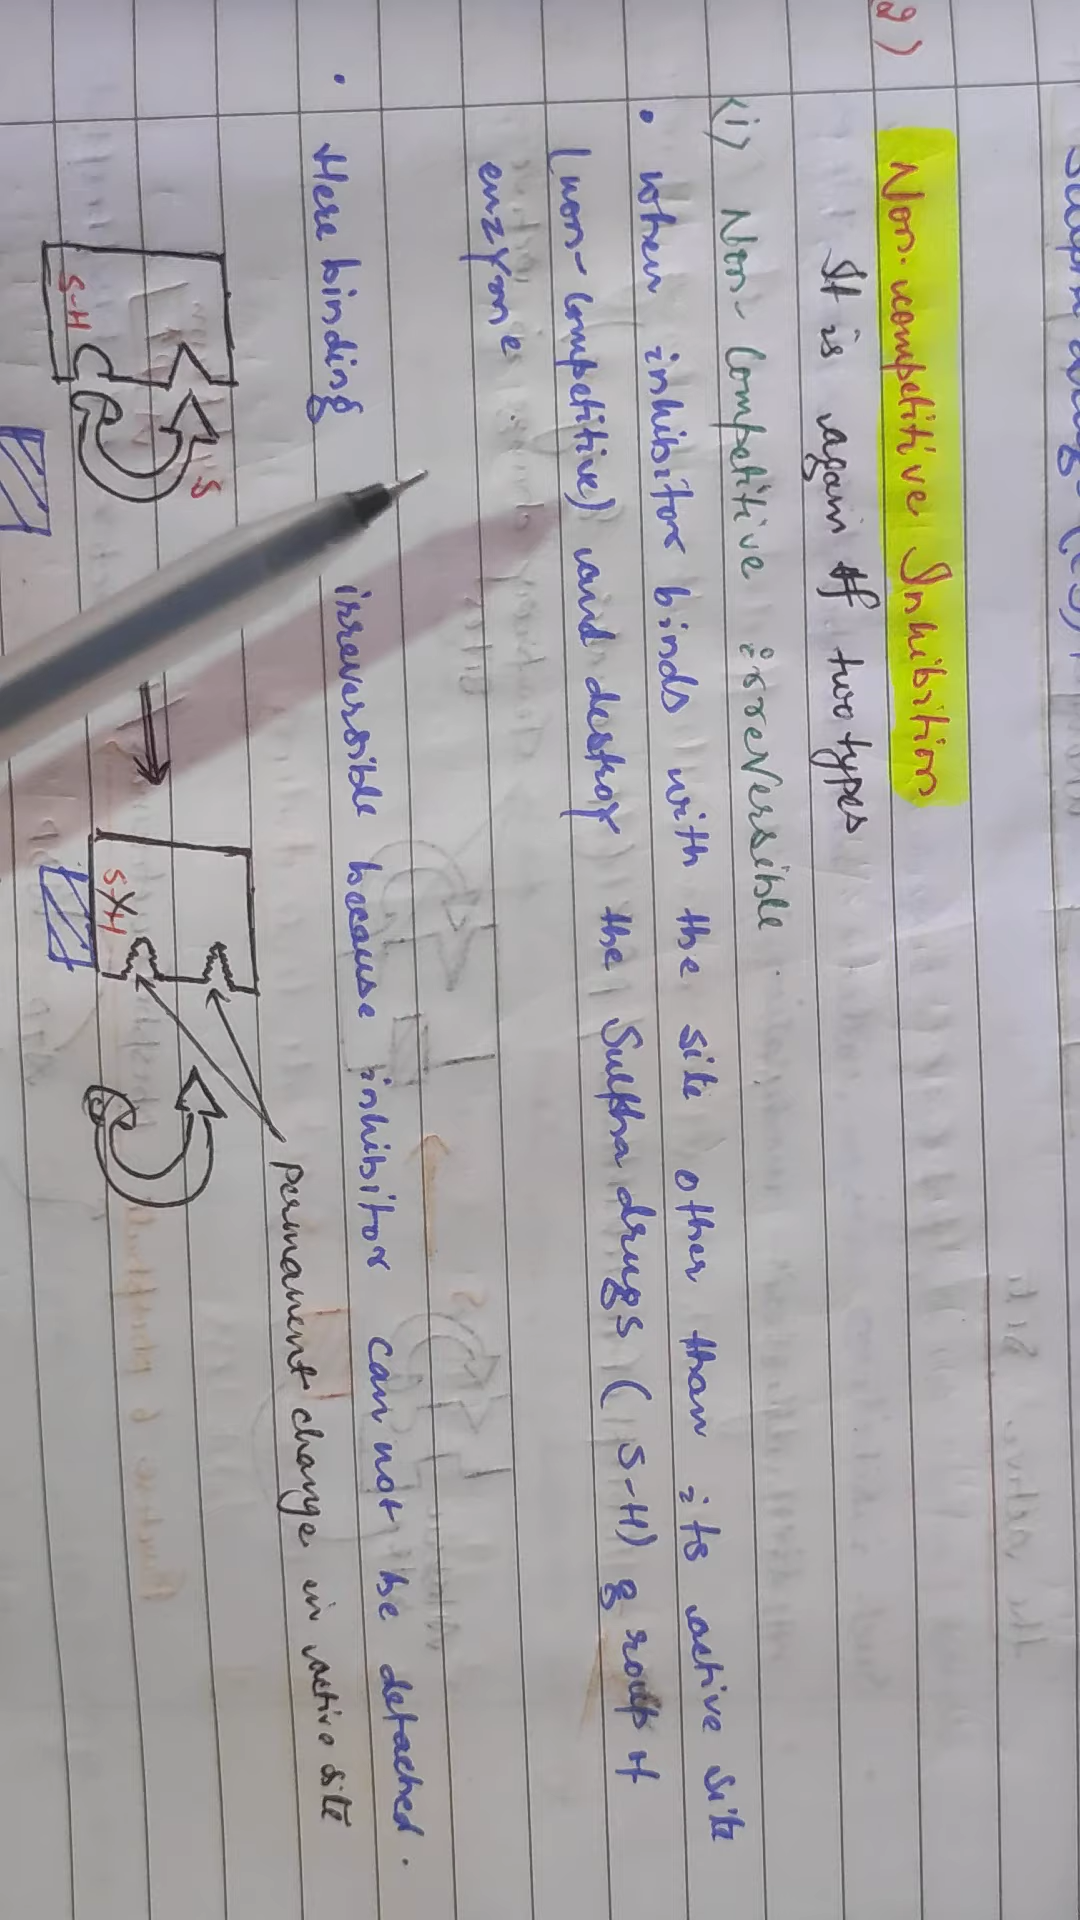 2)
Non-competitive Inhibition
It is again of two types
(i) Non-Competitive irreversible
• when inhibitor binds with the site other than its active site
(non-Competitive) and destroy the Sulpha drugs (S-H) group of
enzyme
• Here binding irreversible because inhibitor can not be detached.
permanent change in active site
S
S-H
S-H